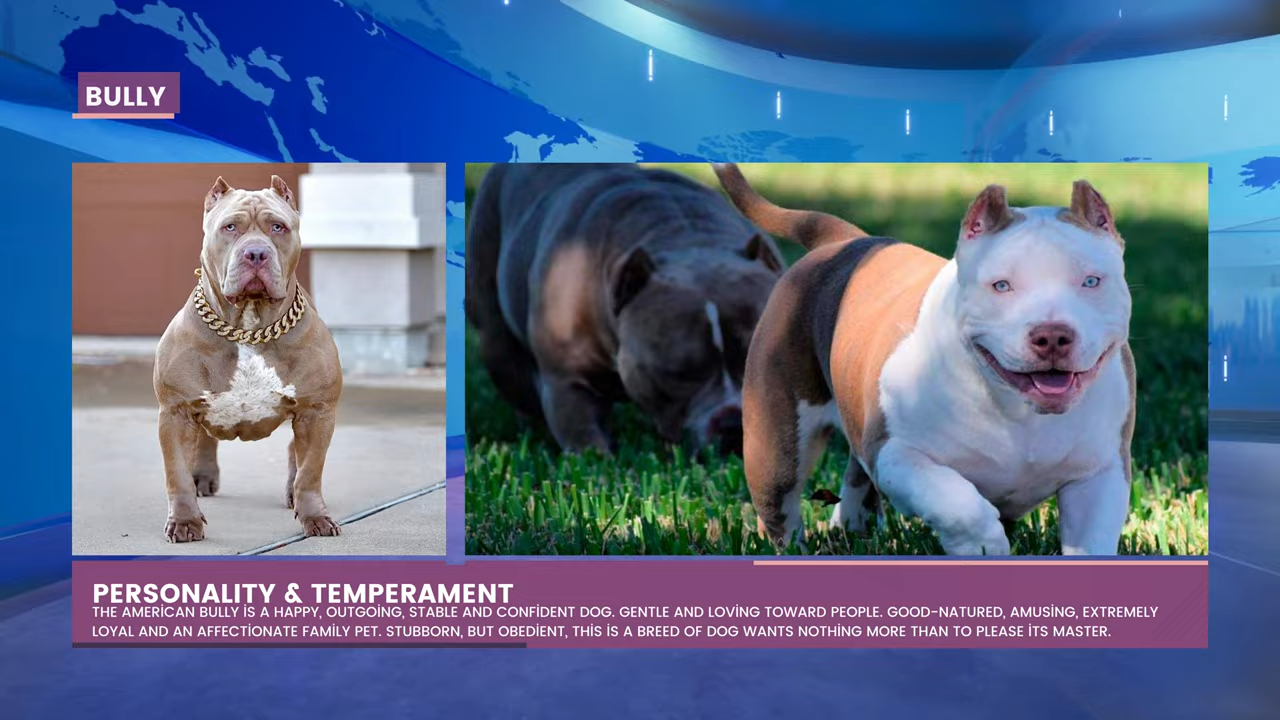 BULLY
PERSONALITY & TEMPERAMENT
THE AMERİCAN BULLY İS A HAPPY, OUTGOİNG, STABLE AND CONFİDENT DOG. GENTLE AND LOVİNG TOWARD PEOPLE. GOOD-NATURED, AMUSİNG, EXTREMELY
LOYAL AND AN AFFECTİONATE FAMİLY PET. STUBBORN, BUT OBEDİENT, THİS İS A BREED OF DOG WANTS NOTHİNG MORE THAN TO PLEASE İTS MASTER.